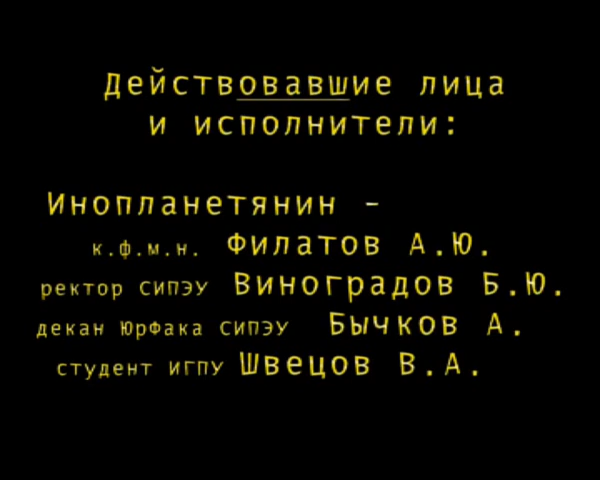 Действовавшие лица
и исполнители:
Инопланетянин -
к.ф.м.н. Филатов А.Ю.
ректор СИПЭУ Виноградов Б.Ю.
декан ЮрФака СИПЭУ Бычков А.
студент ИГПУ Швецов В.А.